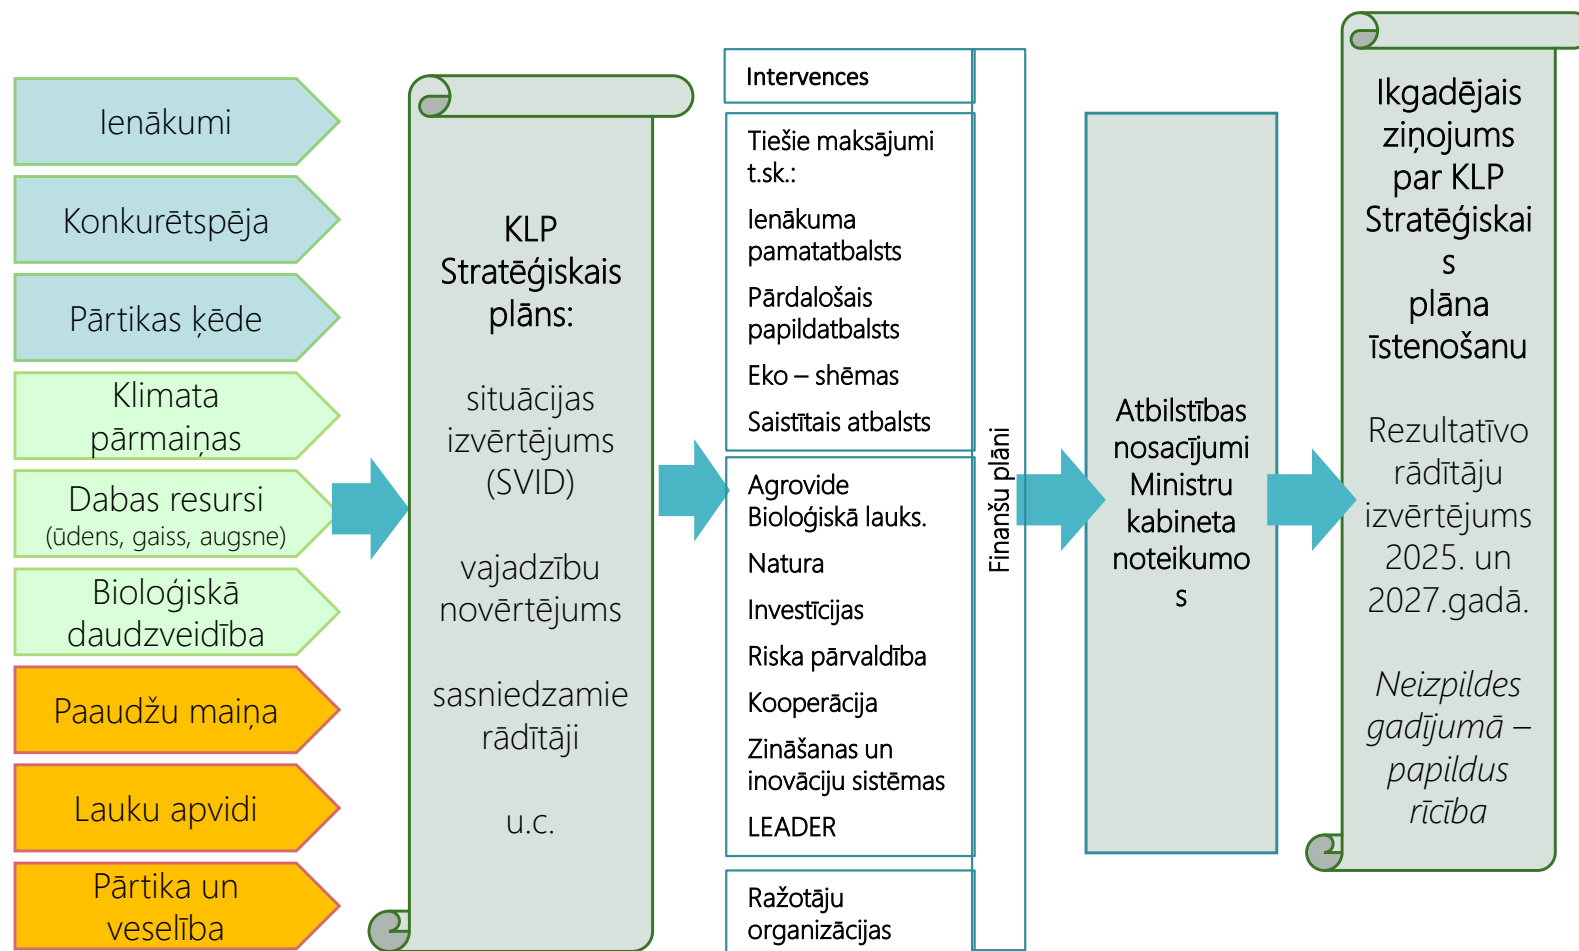 Ienākumi
Konkurētspēja
Pārtikas ķēde
Klimata
pārmaiņas
Dabas resursi
(ūdens, gaiss, augsne)
Bioloģiskā
daudzveidība
Paaudžu maiņa
Lauku apvidi
Pārtika un
veselība
KLP
Stratēģiskais
plāns:
situācijas
izvērtējums
(SVID)
vajadzību
novērtējums
sasniedzamie
rādītāji
u.c.
Intervences
Tiešie maksājumi
t.sk.:
Ienākuma
pamatatbalsts
Pārdalošais
papildatbalsts
Eko – shēmas
Saistītais atbalsts
Agrovide
Bioloģiskā lauks.
Natura
Investīcijas
Riska pārvaldība
Kooperācija
Zināšanas un
inovāciju sistēmas
LEADER
Ražotāju
organizācijas
Finanšu plāni
Atbilstības
nosacījumi
Ministru
kabineta
noteikumo
s
Ikgadējais
ziņojums
par KLP
Stratēģiskai
s
plāna
īstenošanu
Rezultatīvo
rādītāju
izvērtējums
2025. un
2027.gadā.
Neizpildes
gadījumā –
papildus
rīcība